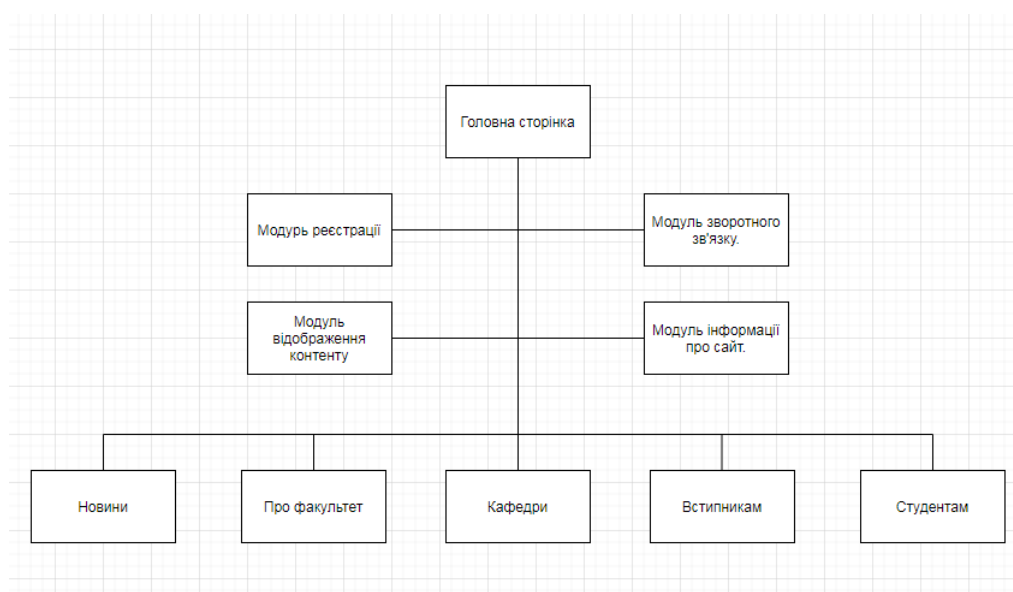 Головна сторінка
Модурь реєстрації
Модуль зворотного
зв'язку.
Модуль
відображення
контенту
Модуль інформації
про сайт.
Новини
Про факультет
Кафедри
Встипникам
Студентам